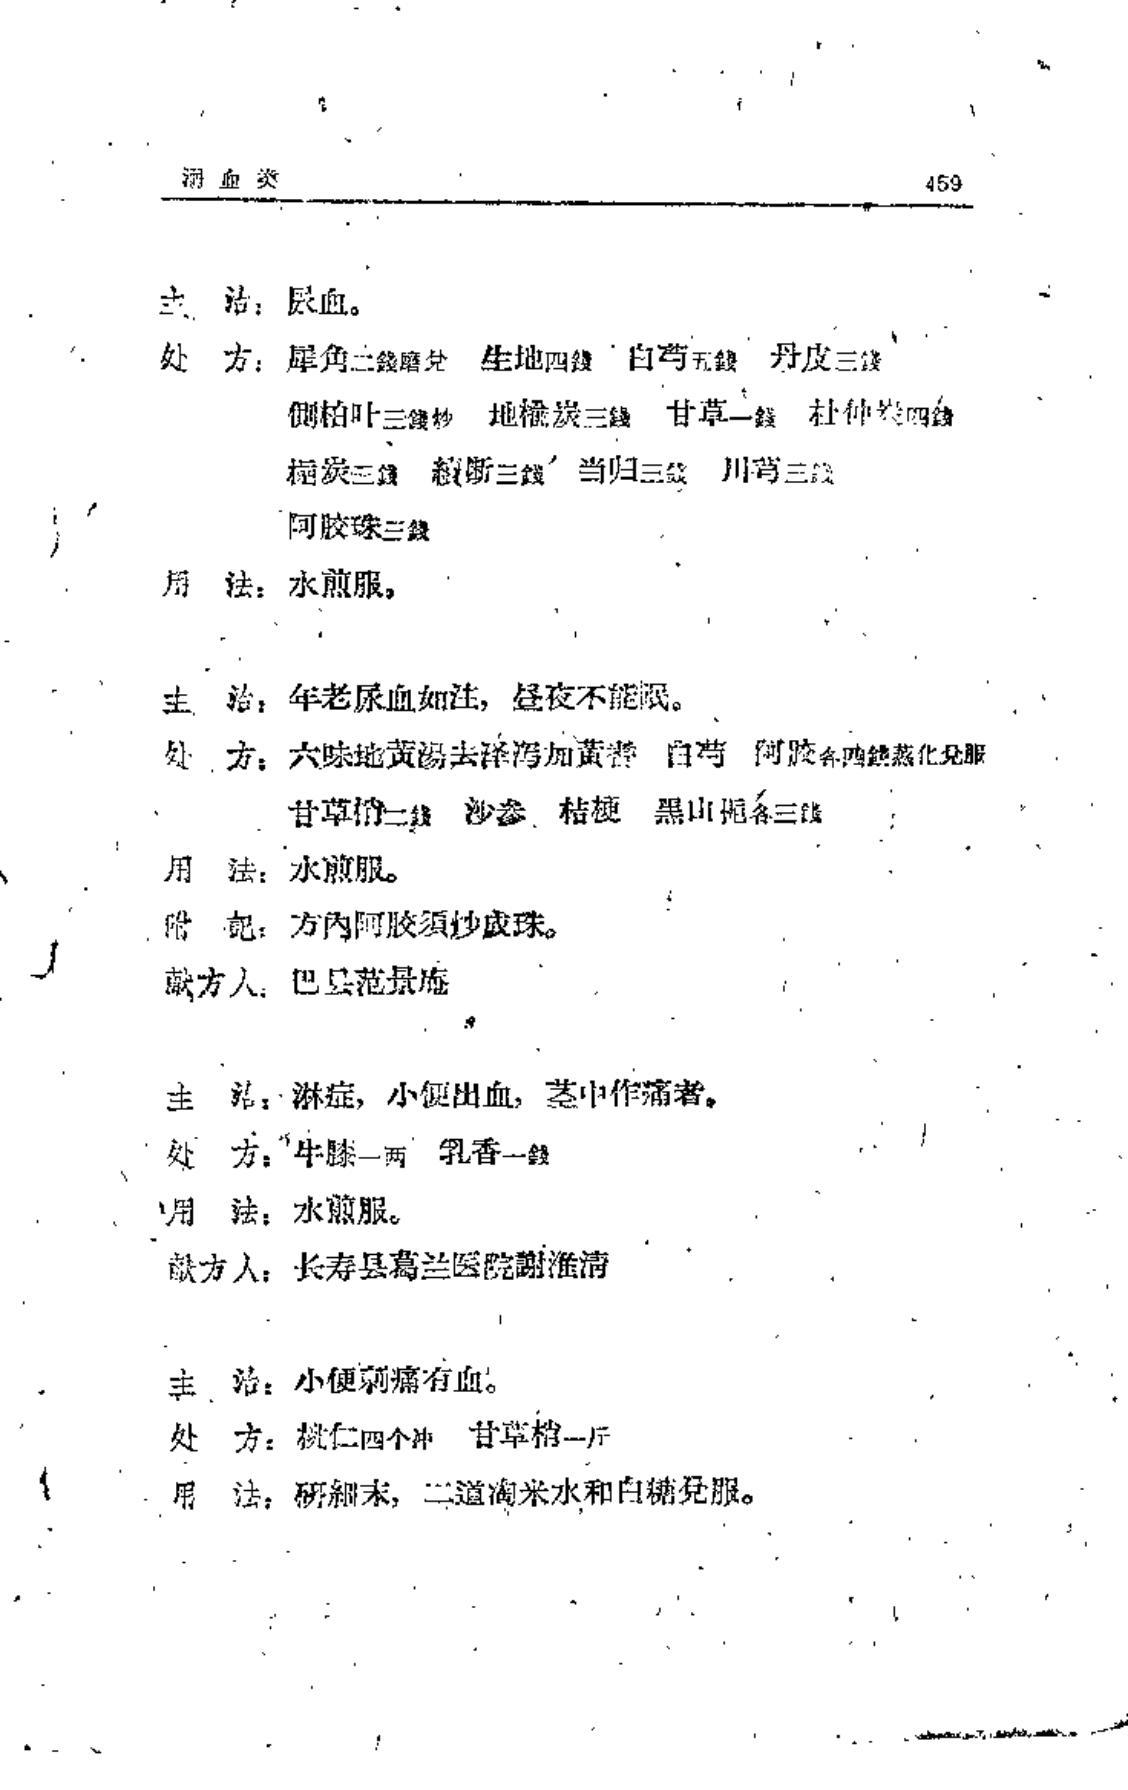 溺血类 459
主 治：尿血。
处 方：犀角二錢磨兌 生地四錢 白芍五錢 丹皮三錢
側柏叶三錢炒 地榆炭三錢 甘草一錢 杜仲炭四錢
梔炭三錢 續断三錢 当归三錢 川芎三錢
阿胶珠三錢
用 法：水煎服。
主 治：年老尿血如注，昼夜不能眠。
处 方：六味地黄湯去泽泻加黄耆 白芍 阿胶各四錢蒸化兌服
甘草梢二錢 沙参 桔梗 黑山梔各三錢
用 法：水煎服。
附 記：方內阿胶須炒成珠。
献方人：巴县范景庵
主 治：淋症，小便出血，茎中作痛者。
处 方：牛膝一两 乳香一錢
用 法：水煎服。
献方人：长寿县葛兰医院謝淮清
主 治：小便刺痛有血。
处 方：桃仁四个冲 甘草梢一斤
用 法：研細末，二道淘米水和白糖兌服。